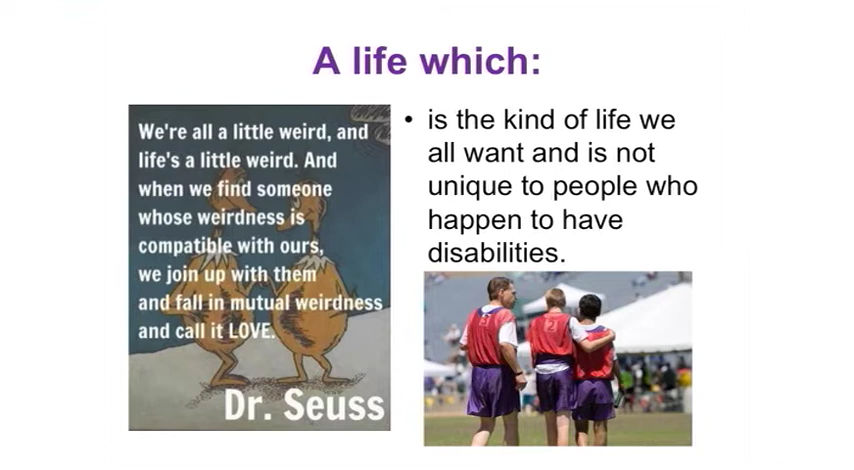 A life which:
We're all a little weird, and
life's a little weird. And
when we find someone
whose weirdness is
compatible with ours,
we join up with them
and fall in mutual weirdness
and call it LOVE.
Dr. Seuss
• is the kind of life we
all want and is not
unique to people who
happen to have
disabilities.
2